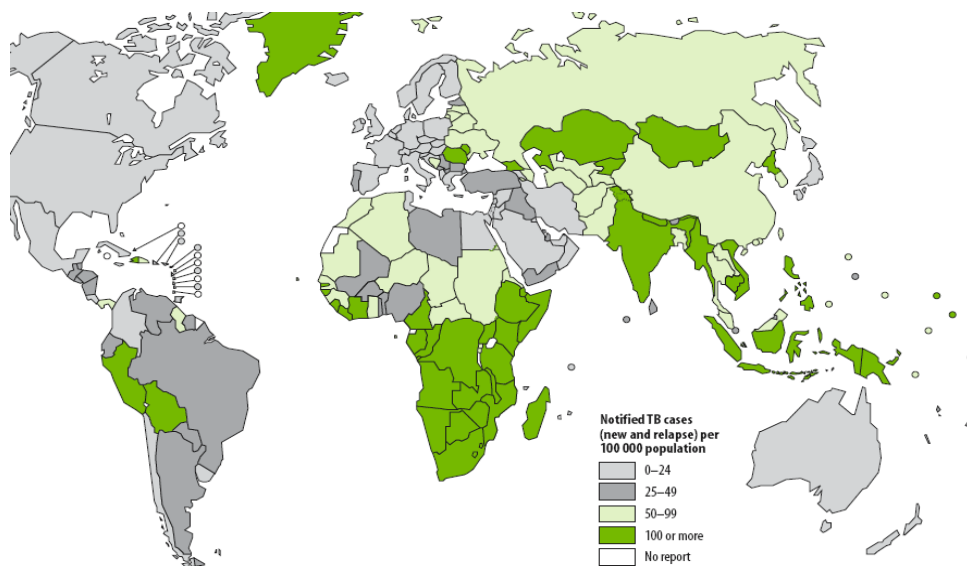 Notified TB cases
(new and relapse) per
100 000 population
0–24
25–49
50–99
100 or more
No report